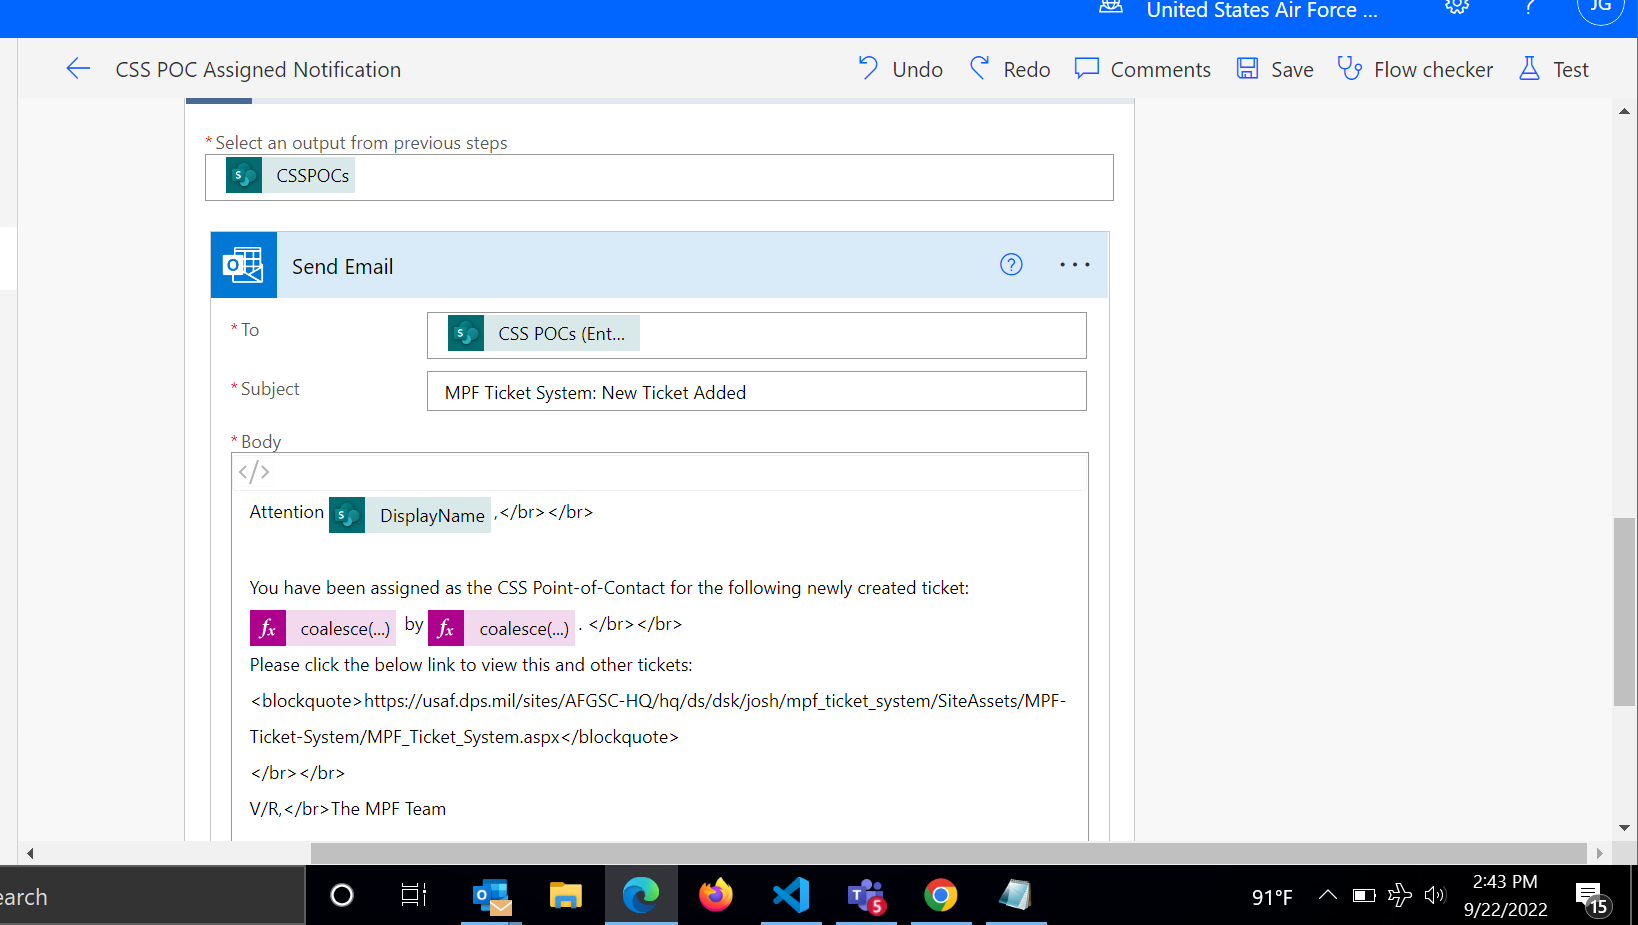 United States Air Force ...
?
JG
CSS POC Assigned Notification
Undo
Redo
Comments
Save
Flow checker
Test
*Select an output from previous steps
S CSSPOCs
O Send Email
?
...
*To
S CSS POCs (Ent...
*Subject
MPF Ticket System: New Ticket Added
*Body
</>
Attention S DisplayName ,</br></br>
You have been assigned as the CSS Point-of-Contact for the following newly created ticket:
fx coalesce(...) by fx coalesce(...) . </br></br>
Please click the below link to view this and other tickets:
<blockquote>https://usaf.dps.mil/sites/AFGSC-HQ/hq/ds/dsk/josh/mpf_ticket_system/SiteAssets/MPF-
Ticket-System/MPF_Ticket_System.aspx</blockquote>
</br></br>
V/R,</br>The MPF Team
earch
O
T 5
91°F
2:43 PM
9/22/2022
15